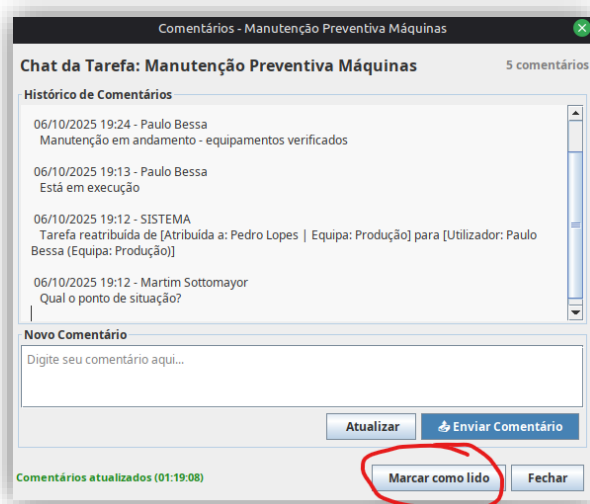 Comentários - Manutenção Preventiva Máquinas
Chat da Tarefa: Manutenção Preventiva Máquinas
5 comentários
Histórico de Comentários
06/10/2025 19:24 - Paulo Bessa
Manutenção em andamento - equipamentos verificados
06/10/2025 19:13 - Paulo Bessa
Está em execução
06/10/2025 19:12 - SISTEMA
Tarefa reatribuída de [Atribuída a: Pedro Lopes | Equipa: Produção] para [Utilizador: Paulo
Bessa (Equipa: Produção)]
06/10/2025 19:12 - Martim Sottomayor
Qual o ponto de situação?
Novo Comentário
Digite seu comentário aqui...
Atualizar
Enviar Comentário
Comentários atualizados (01:19:08)
Marcar como lido
Fechar